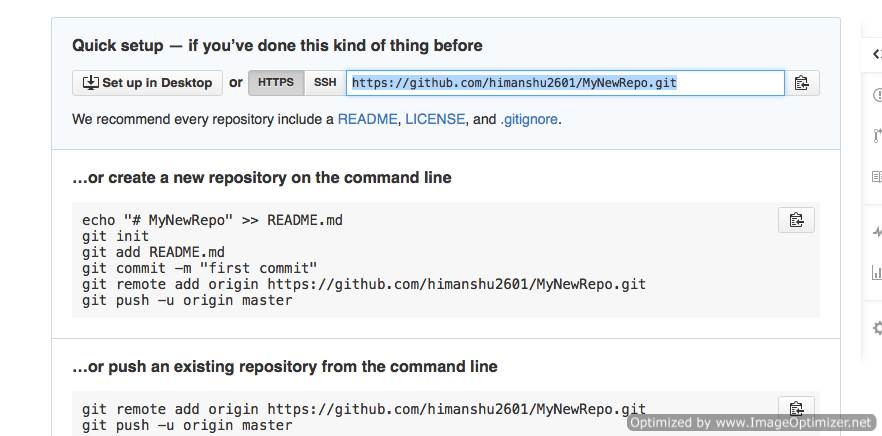 Quick setup — if you’ve done this kind of thing before
Set up in Desktop or HTTPS SSH https://github.com/himanshu2601/MyNewRepo.git
We recommend every repository include a README, LICENSE, and .gitignore.
…or create a new repository on the command line
echo "# MyNewRepo" >> README.md
git init
git add README.md
git commit -m "first commit"
git remote add origin https://github.com/himanshu2601/MyNewRepo.git
git push -u origin master
…or push an existing repository from the command line
git remote add origin https://github.com/himanshu2601/MyNewRepo.git
git push -u origin master
Optimized by www.ImageOptimizer.net